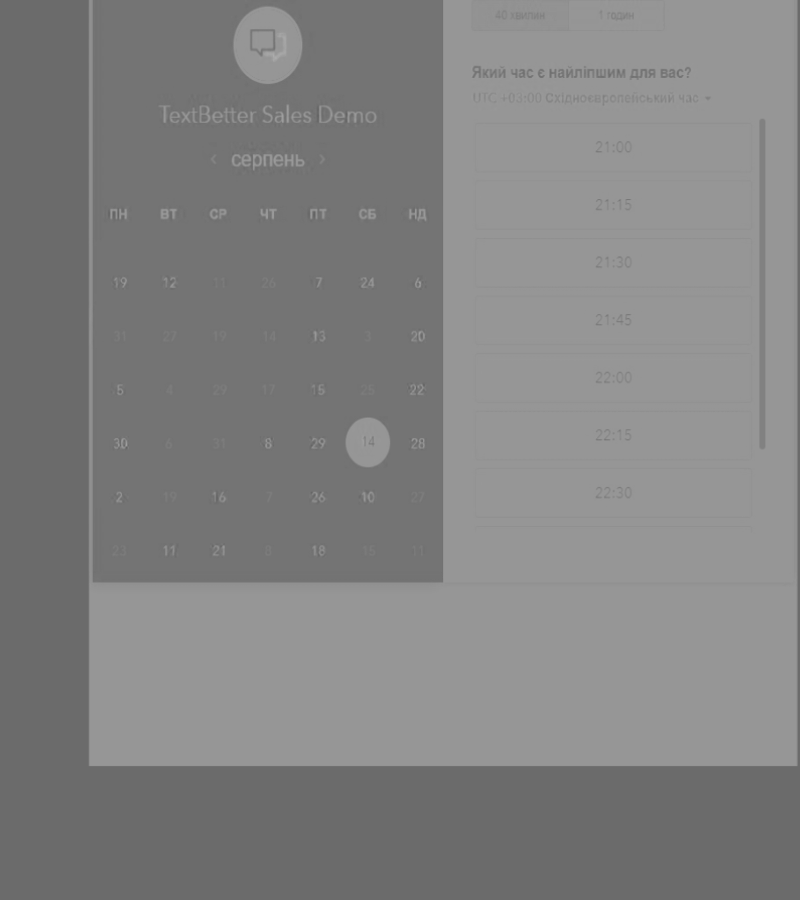 40 хвилин 1 годин
TextBetter Sales Demo
‹ серпень ›
ПН ВТ СР ЧТ ПТ СБ НД
19 12 11 26 7 24 6
31 27 19 14 13 3 20
5 4 29 17 15 25 22
30 6 31 8 29 14 28
2 19 16 7 26 10 27
23 11 21 18 11
Який час є найліпшим для вас?
UTC +03:00 Східноєвропейський час
21:00
21:15
21:30
21:45
22:00
22:15
22:30